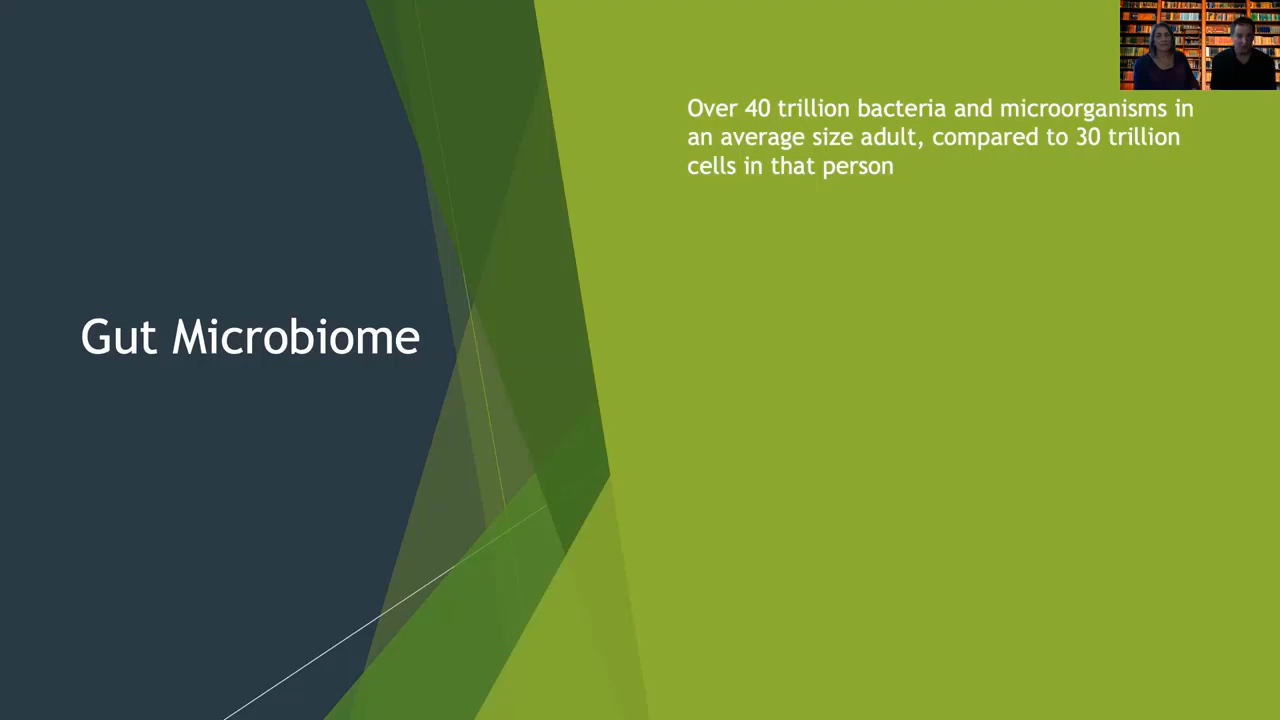 Gut Microbiome
Over 40 trillion bacteria and microorganisms in
an average size adult, compared to 30 trillion
cells in that person